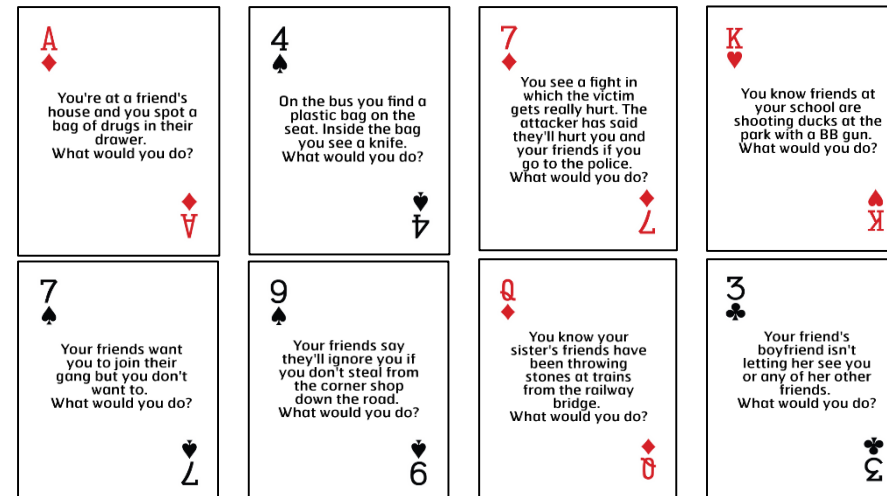 A
You're at a friend's
house and you spot a
bag of drugs in their
drawer.
What would you do?
A
4
On the bus you find a
plastic bag on the
seat. Inside the bag
you see a knife.
What would you do?
4
7
You see a fight in
which the victim
gets really hurt. The
attacker has said
they'll hurt you and
your friends if you
go to the police.
What would you do?
7
K
You know friends at
your school are
shooting ducks at the
park with a BB gun.
What would you do?
K
7
Your friends want
you to join their
gang but you don't
want to.
What would you do?
7
9
Your friends say
they'll ignore you if
you don't steal from
the corner shop
down the road.
What would you do?
9
Q
You know your
sister's friends have
been throwing
stones at trains
from the railway
bridge.
What would you do?
Q
3
Your friend's
boyfriend isn't
letting her see you
or any of her other
friends.
What would you do?
3